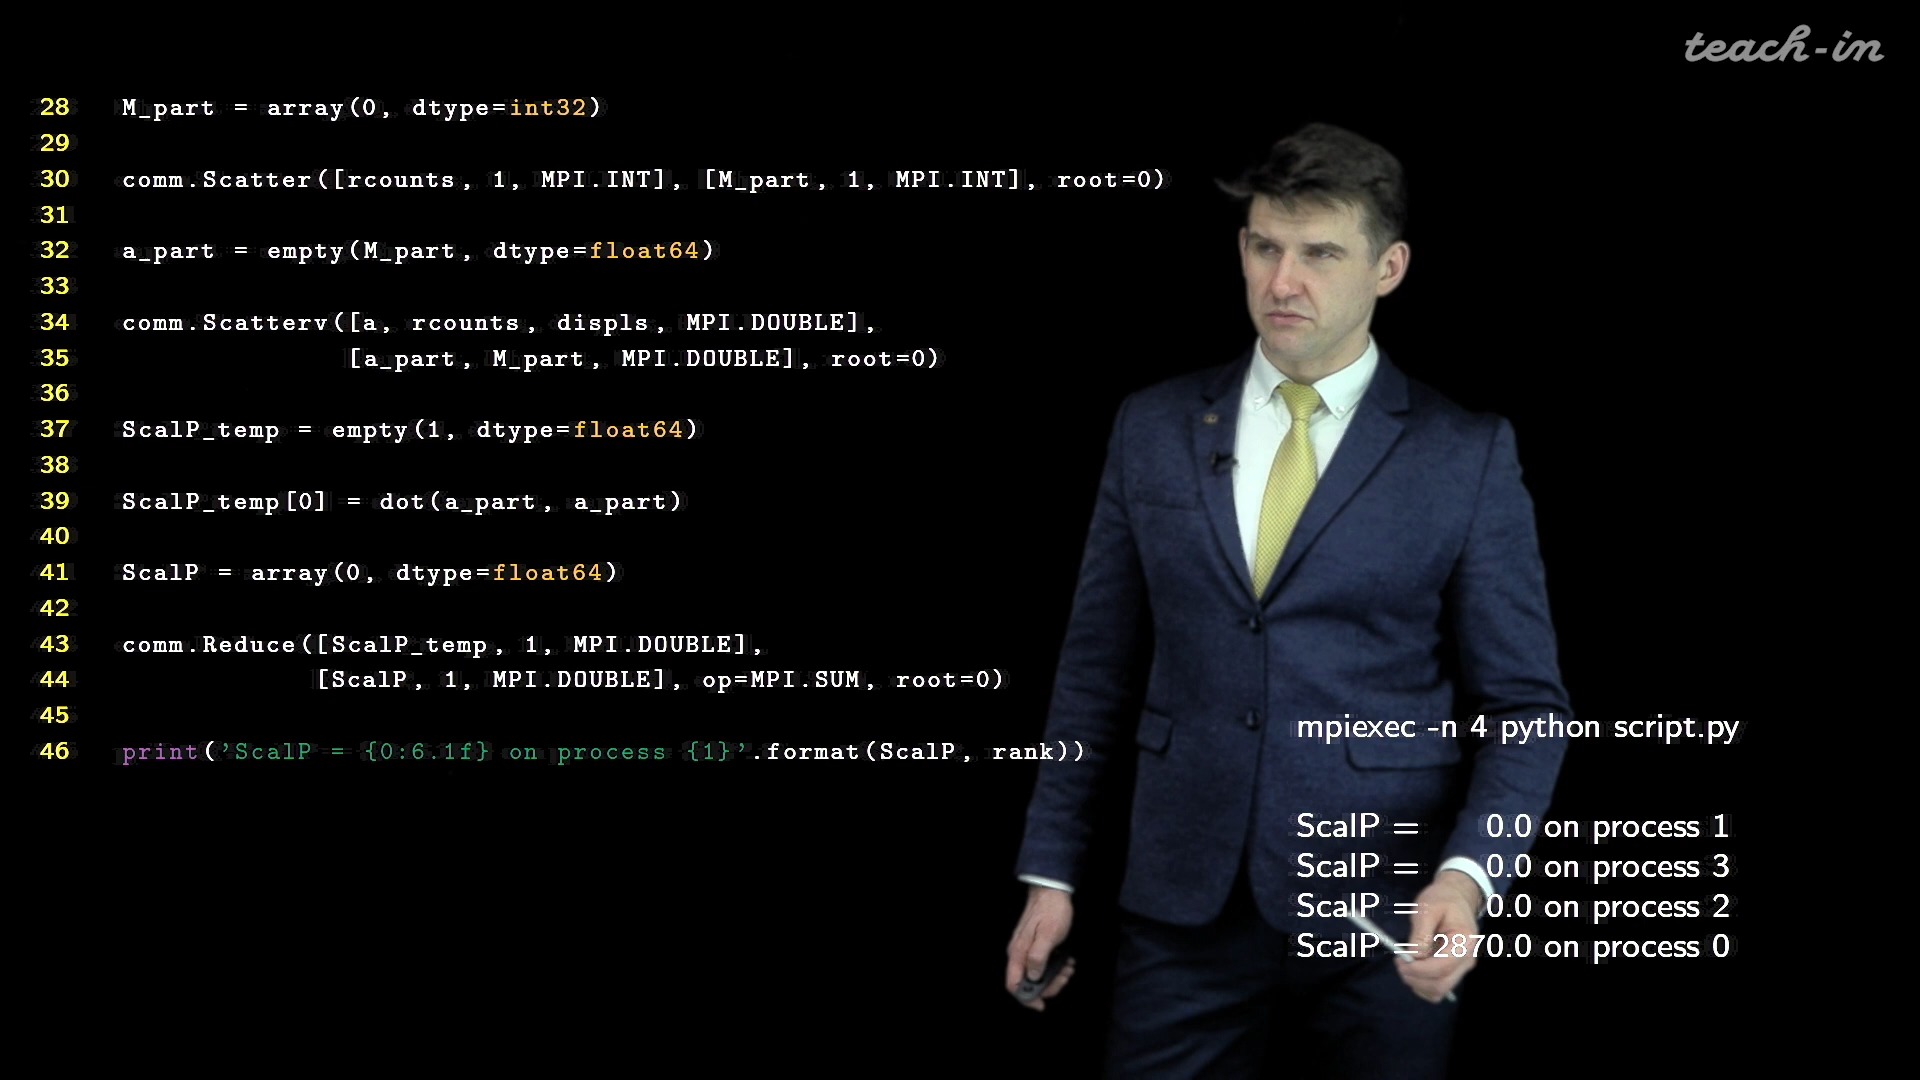 teach-in
28 M_part = array(0, dtype=int32)
29
30 comm.Scatter([rcounts, 1, MPI.INT], [M_part, 1, MPI.INT], root=0)
31
32 a_part = empty(M_part, dtype=float64)
33
34 comm.Scatterv([a, rcounts, displs, MPI.DOUBLE],
35 [a_part, M_part, MPI.DOUBLE], root=0)
36
37 ScalP_temp = empty(1, dtype=float64)
38
39 ScalP_temp[0] = dot(a_part, a_part)
40
41 ScalP = array(0, dtype=float64)
42
43 comm.Reduce([ScalP_temp, 1, MPI.DOUBLE],
44 [ScalP, 1, MPI.DOUBLE], op=MPI.SUM, root=0)
45
46 print('ScalP = {0:6.1f} on process {1}'.format(ScalP, rank))
mpiexec -n 4 python script.py
ScalP = 0.0 on process 1
ScalP = 0.0 on process 3
ScalP = 0.0 on process 2
ScalP = 2870.0 on process 0